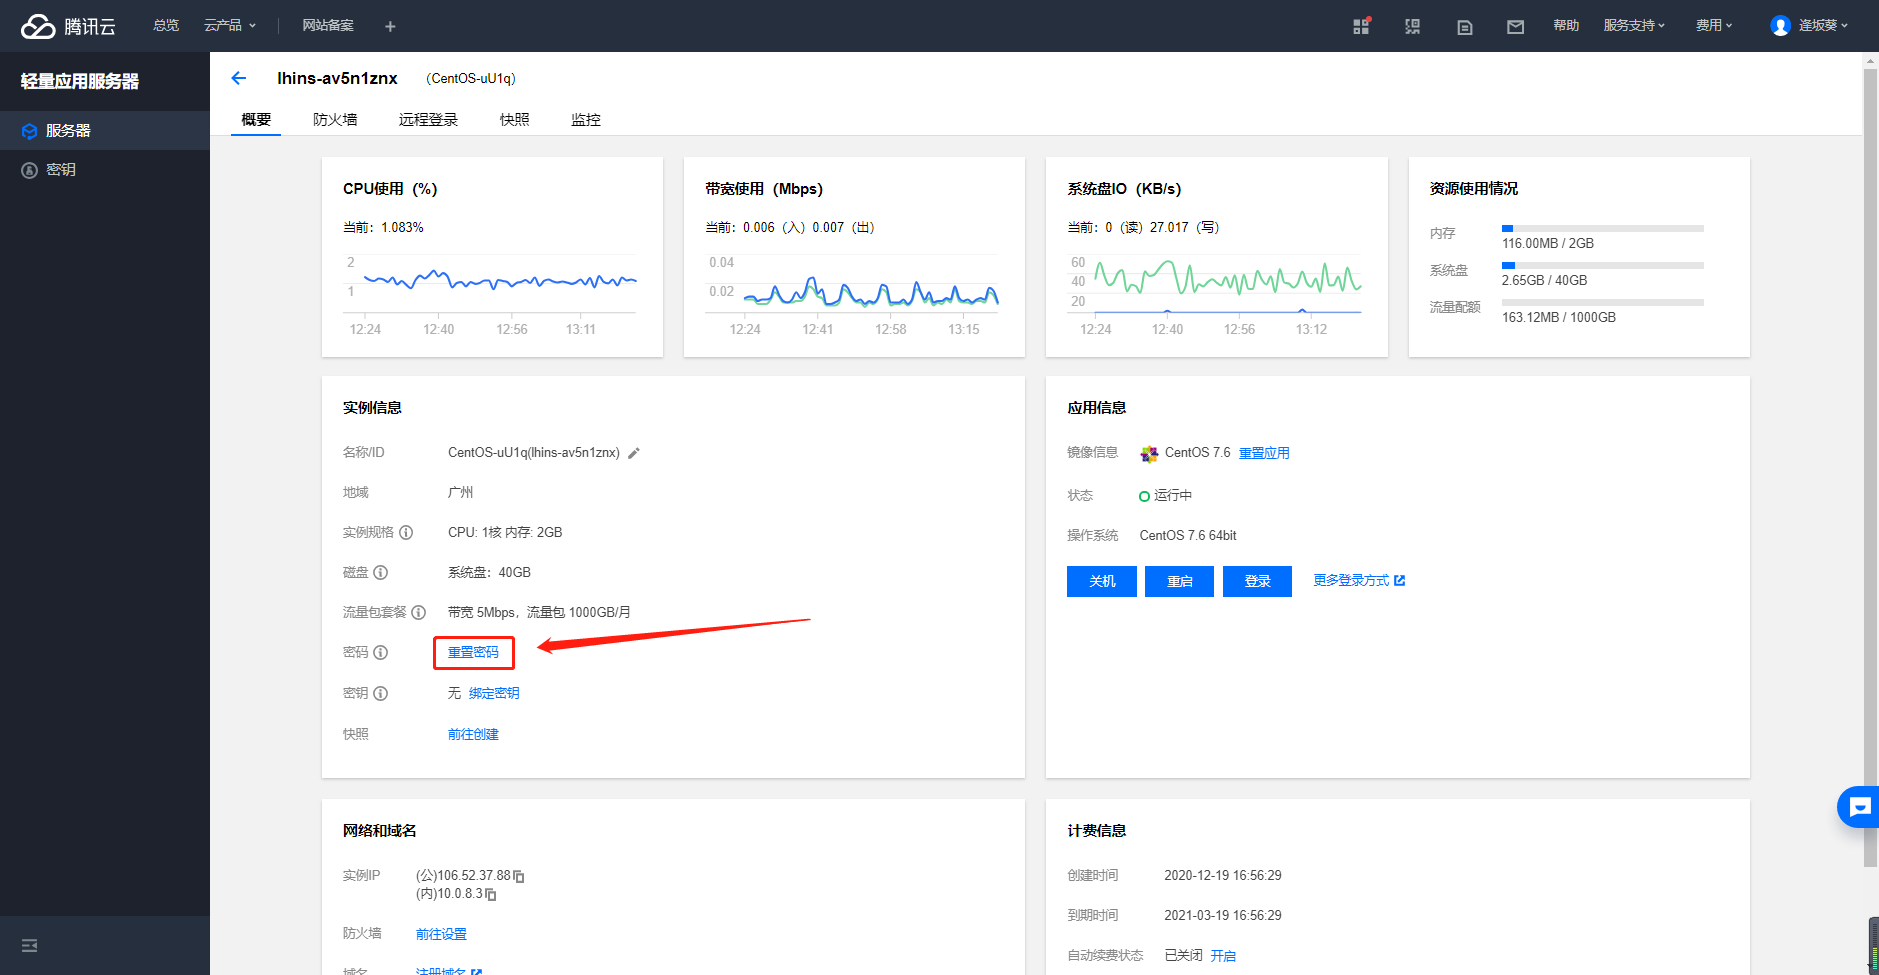 腾讯云
总览
云产品
网站备案
帮助
服务支持
费用
逢坂葵
轻量应用服务器
服务器
密钥
lhins-av5n1znx （CentOS-uU1q）
概要 防火墙 远程登录 快照 监控
CPU使用（%）
当前：1.083%
2
1
12:24 12:40 12:56 13:11
带宽使用（Mbps）
当前：0.006（入）0.007（出）
0.04
0.02
12:24 12:41 12:58 13:15
系统盘IO（KB/s）
当前：0（读）27.017（写）
60
40
20
12:24 12:40 12:56 13:12
资源使用情况
内存
116.00MB / 2GB
系统盘
2.65GB / 40GB
流量配额
163.12MB / 1000GB
实例信息
名称/ID CentOS-uU1q(lhins-av5n1znx)
地域 广州
实例规格 CPU: 1核 内存: 2GB
磁盘 系统盘：40GB
流量包套餐 带宽 5Mbps，流量包 1000GB/月
密码 重置密码
密钥 无 绑定密钥
快照 前往创建
应用信息
镜像信息 CentOS 7.6 重置应用
状态 运行中
操作系统 CentOS 7.6 64bit
关机 重启 登录 更多登录方式
网络和域名
实例IP (公)106.52.37.88
(内)10.0.8.3
防火墙 前往设置
域名 注册域名
计费信息
创建时间 2020-12-19 16:56:29
到期时间 2021-03-19 16:56:29
自动续费状态 已关闭 开启